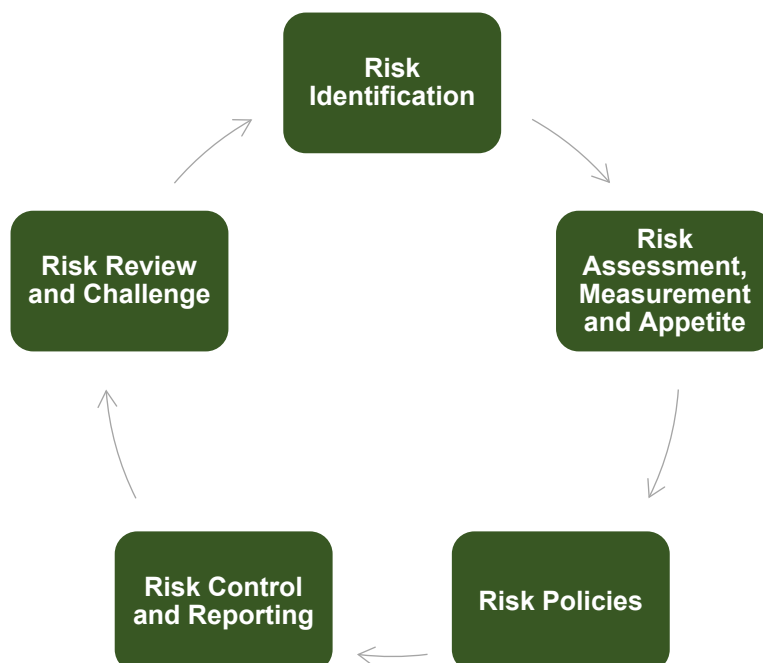 Risk
Identification
Risk
Assessment,
Measurement
and Appetite
Risk Policies
Risk Control
and Reporting
Risk Review
and Challenge